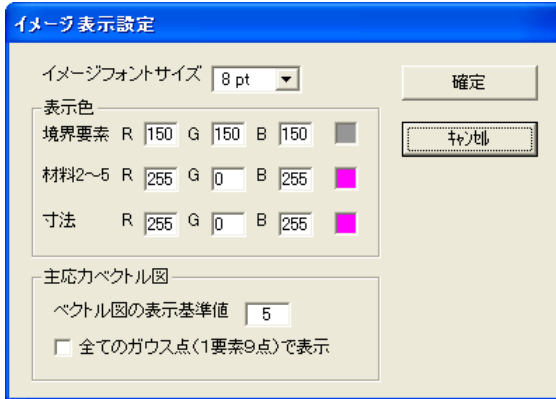 イメージ表示設定
イメージフォントサイズ 8 pt
確定
表示色
境界要素 R 150 G 150 B 150
キャンセル
材料2～5 R 255 G 0 B 255
寸法 R 255 G 0 B 255
主応力ベクトル図
ベクトル図の表示基準値 5
全てのガウス点(1要素9点)で表示